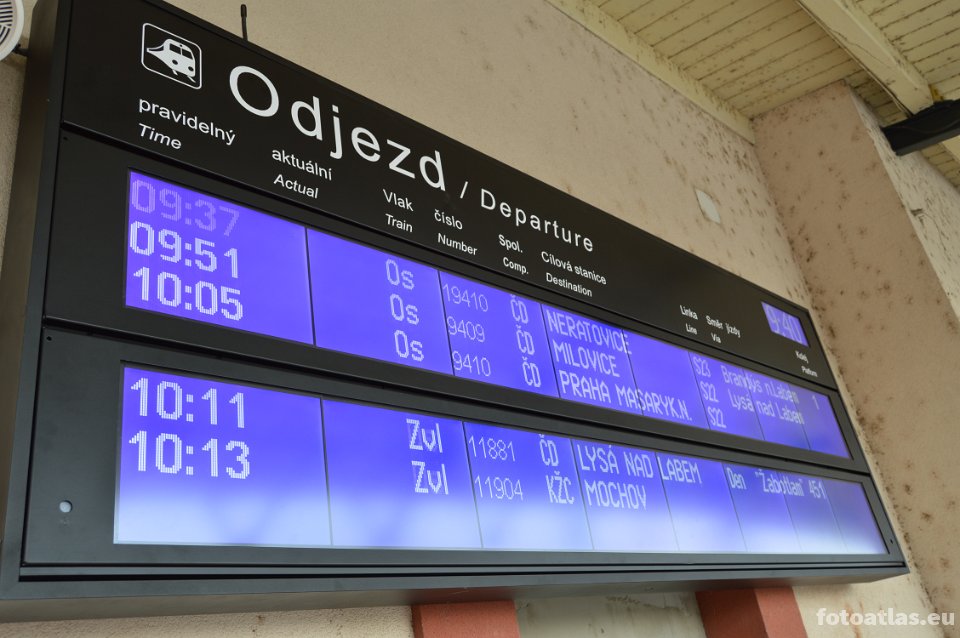 Odjezd / Departure
pravidelný aktuální Vlak číslo Spol. Cílová stanice Linka Směr jízdy Kolej
Time Actual Train Number Comp. Destination Line Via Platform
09:37 Os 19410 ČD NERATOVICE S23 Brandýs n.Labem 1
09:51 Os 9409 ČD MILOVICE S22 Lysá nad Labem
10:05 Os 9410 ČD PRAHA MASARYK.N. S22
10:11 Zvl 11881 ČD LYSÁ NAD LABEM Den "Žabotlam" 451
10:13 Zvl 11904 KŽC MOCHOV
fotoatlas.eu